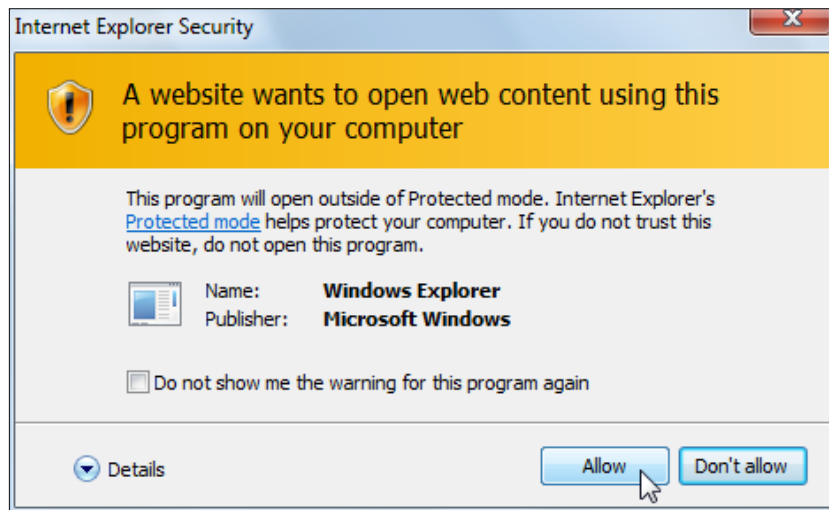 Internet Explorer Security
A website wants to open web content using this
program on your computer
This program will open outside of Protected mode. Internet Explorer's
Protected mode helps protect your computer. If you do not trust this
website, do not open this program.
Name: Windows Explorer
Publisher: Microsoft Windows
Do not show me the warning for this program again
Details Allow Don't allow